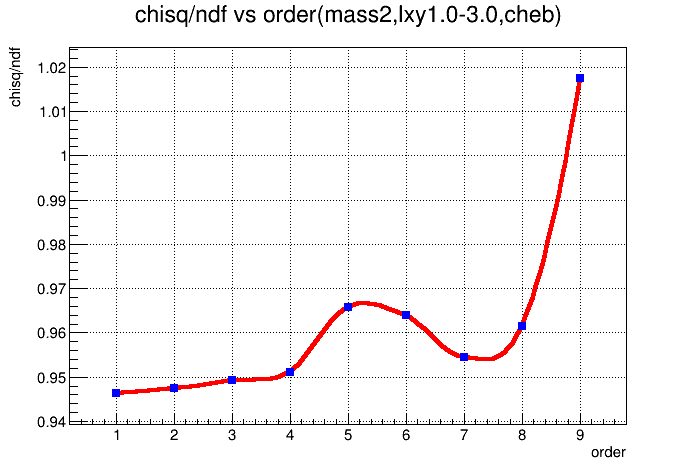 chisq/ndf vs order(mass2,lxy1.0-3.0,cheb)
chisq/ndf
1.02
1.01
1
0.99
0.98
0.97
0.96
0.95
0.94
1 2 3 4 5 6 7 8 9
order